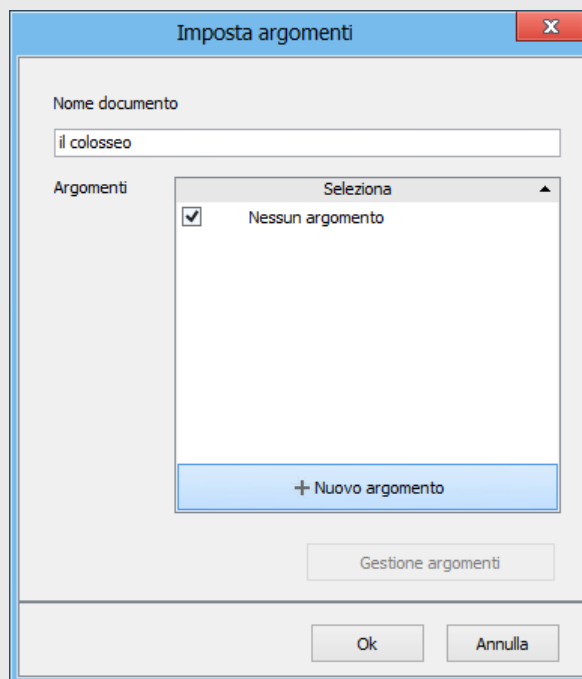 Imposta argomenti
Nome documento
il colosseo
Argomenti
Seleziona
Nessun argomento
+ Nuovo argomento
Gestione argomenti
Ok
Annulla